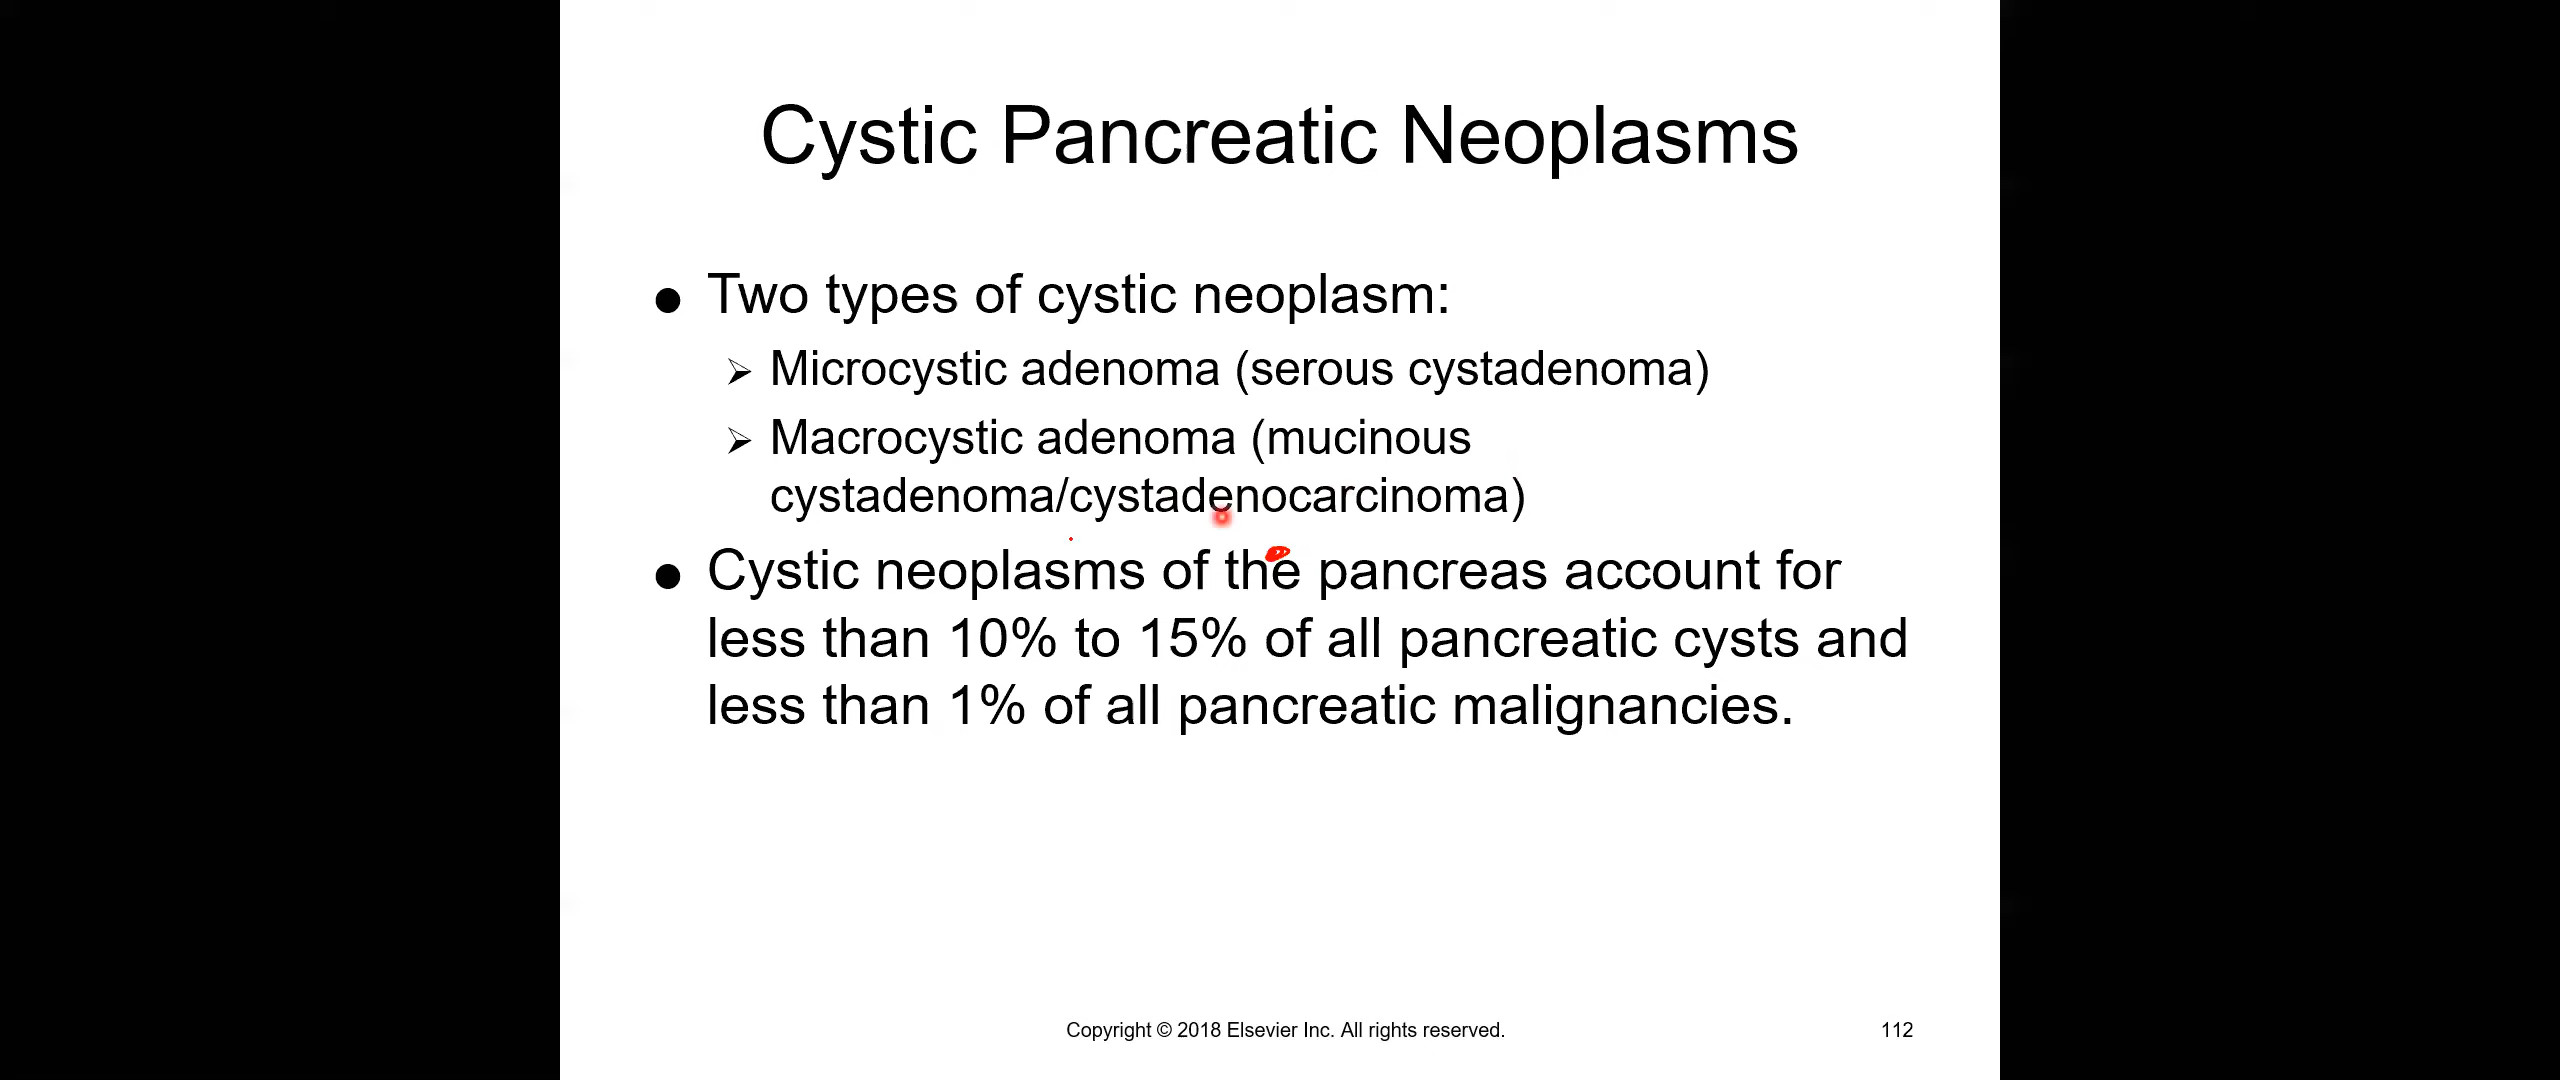 Cystic Pancreatic Neoplasms
● Two types of cystic neoplasm:
➢ Microcystic adenoma (serous cystadenoma)
➢ Macrocystic adenoma (mucinous
cystadenoma/cystadenocarcinoma)
● Cystic neoplasms of the pancreas account for
less than 10% to 15% of all pancreatic cysts and
less than 1% of all pancreatic malignancies.
Copyright © 2018 Elsevier Inc. All rights reserved.
112